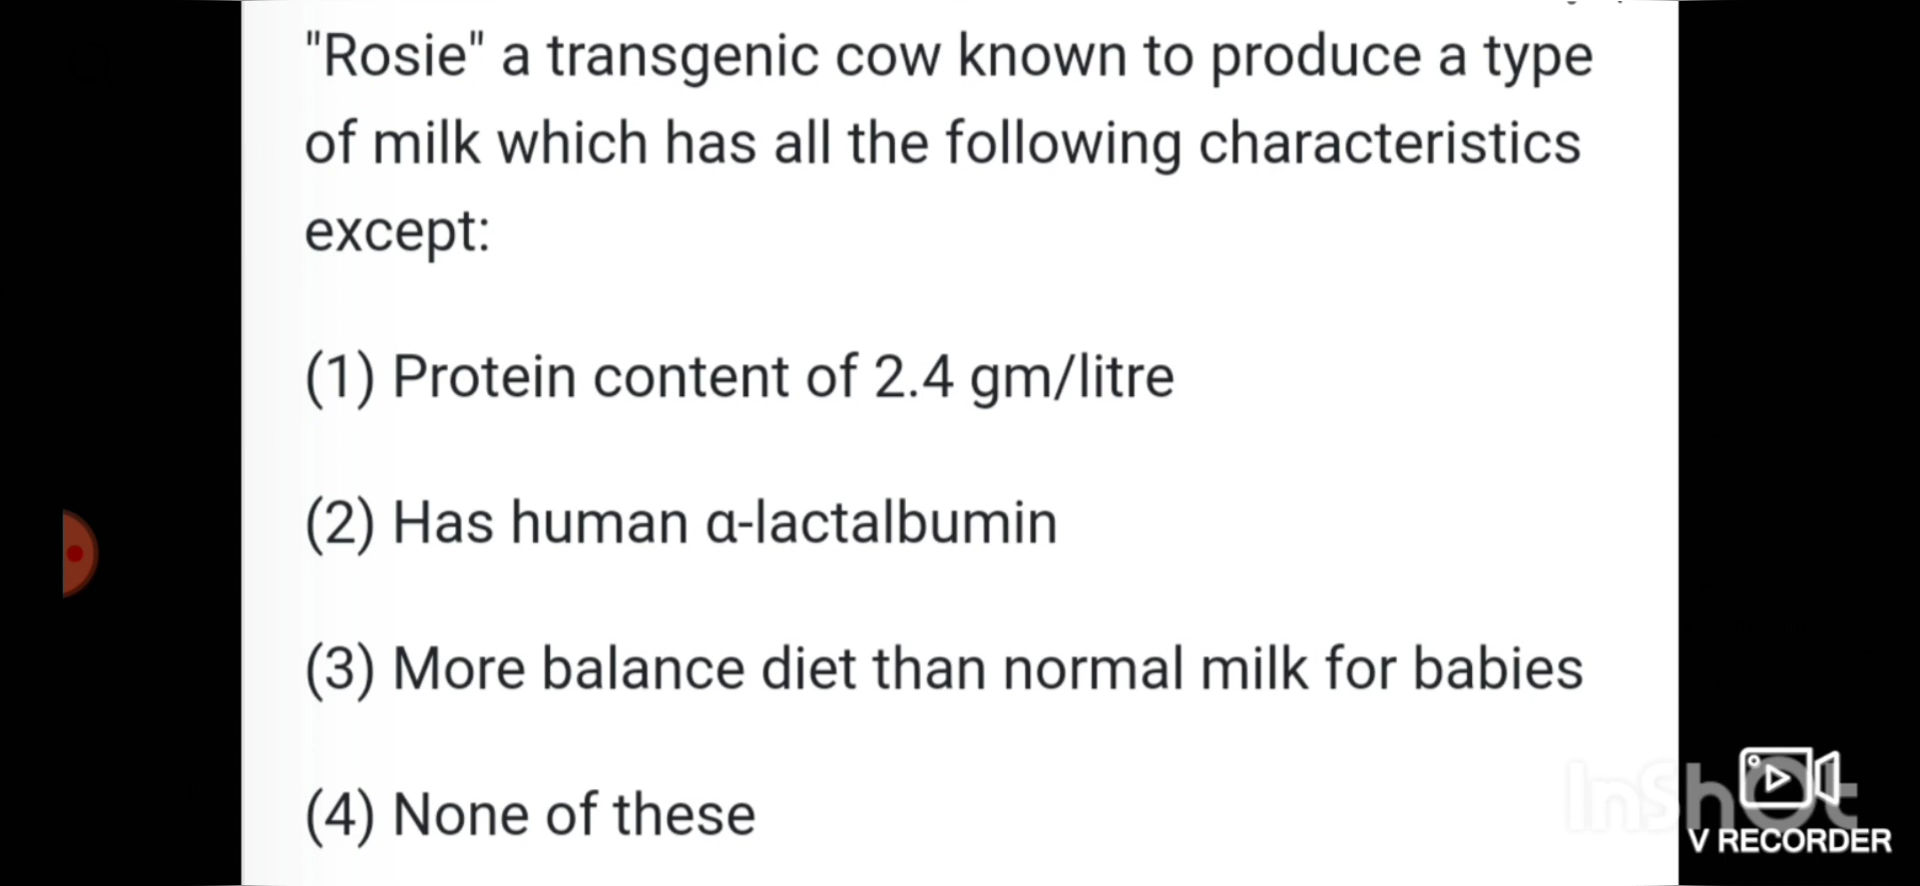 "Rosie" a transgenic cow known to produce a type
of milk which has all the following characteristics
except:
(1) Protein content of 2.4 gm/litre
(2) Has human α-lactalbumin
(3) More balance diet than normal milk for babies
(4) None of these
InShOt
V RECORDER